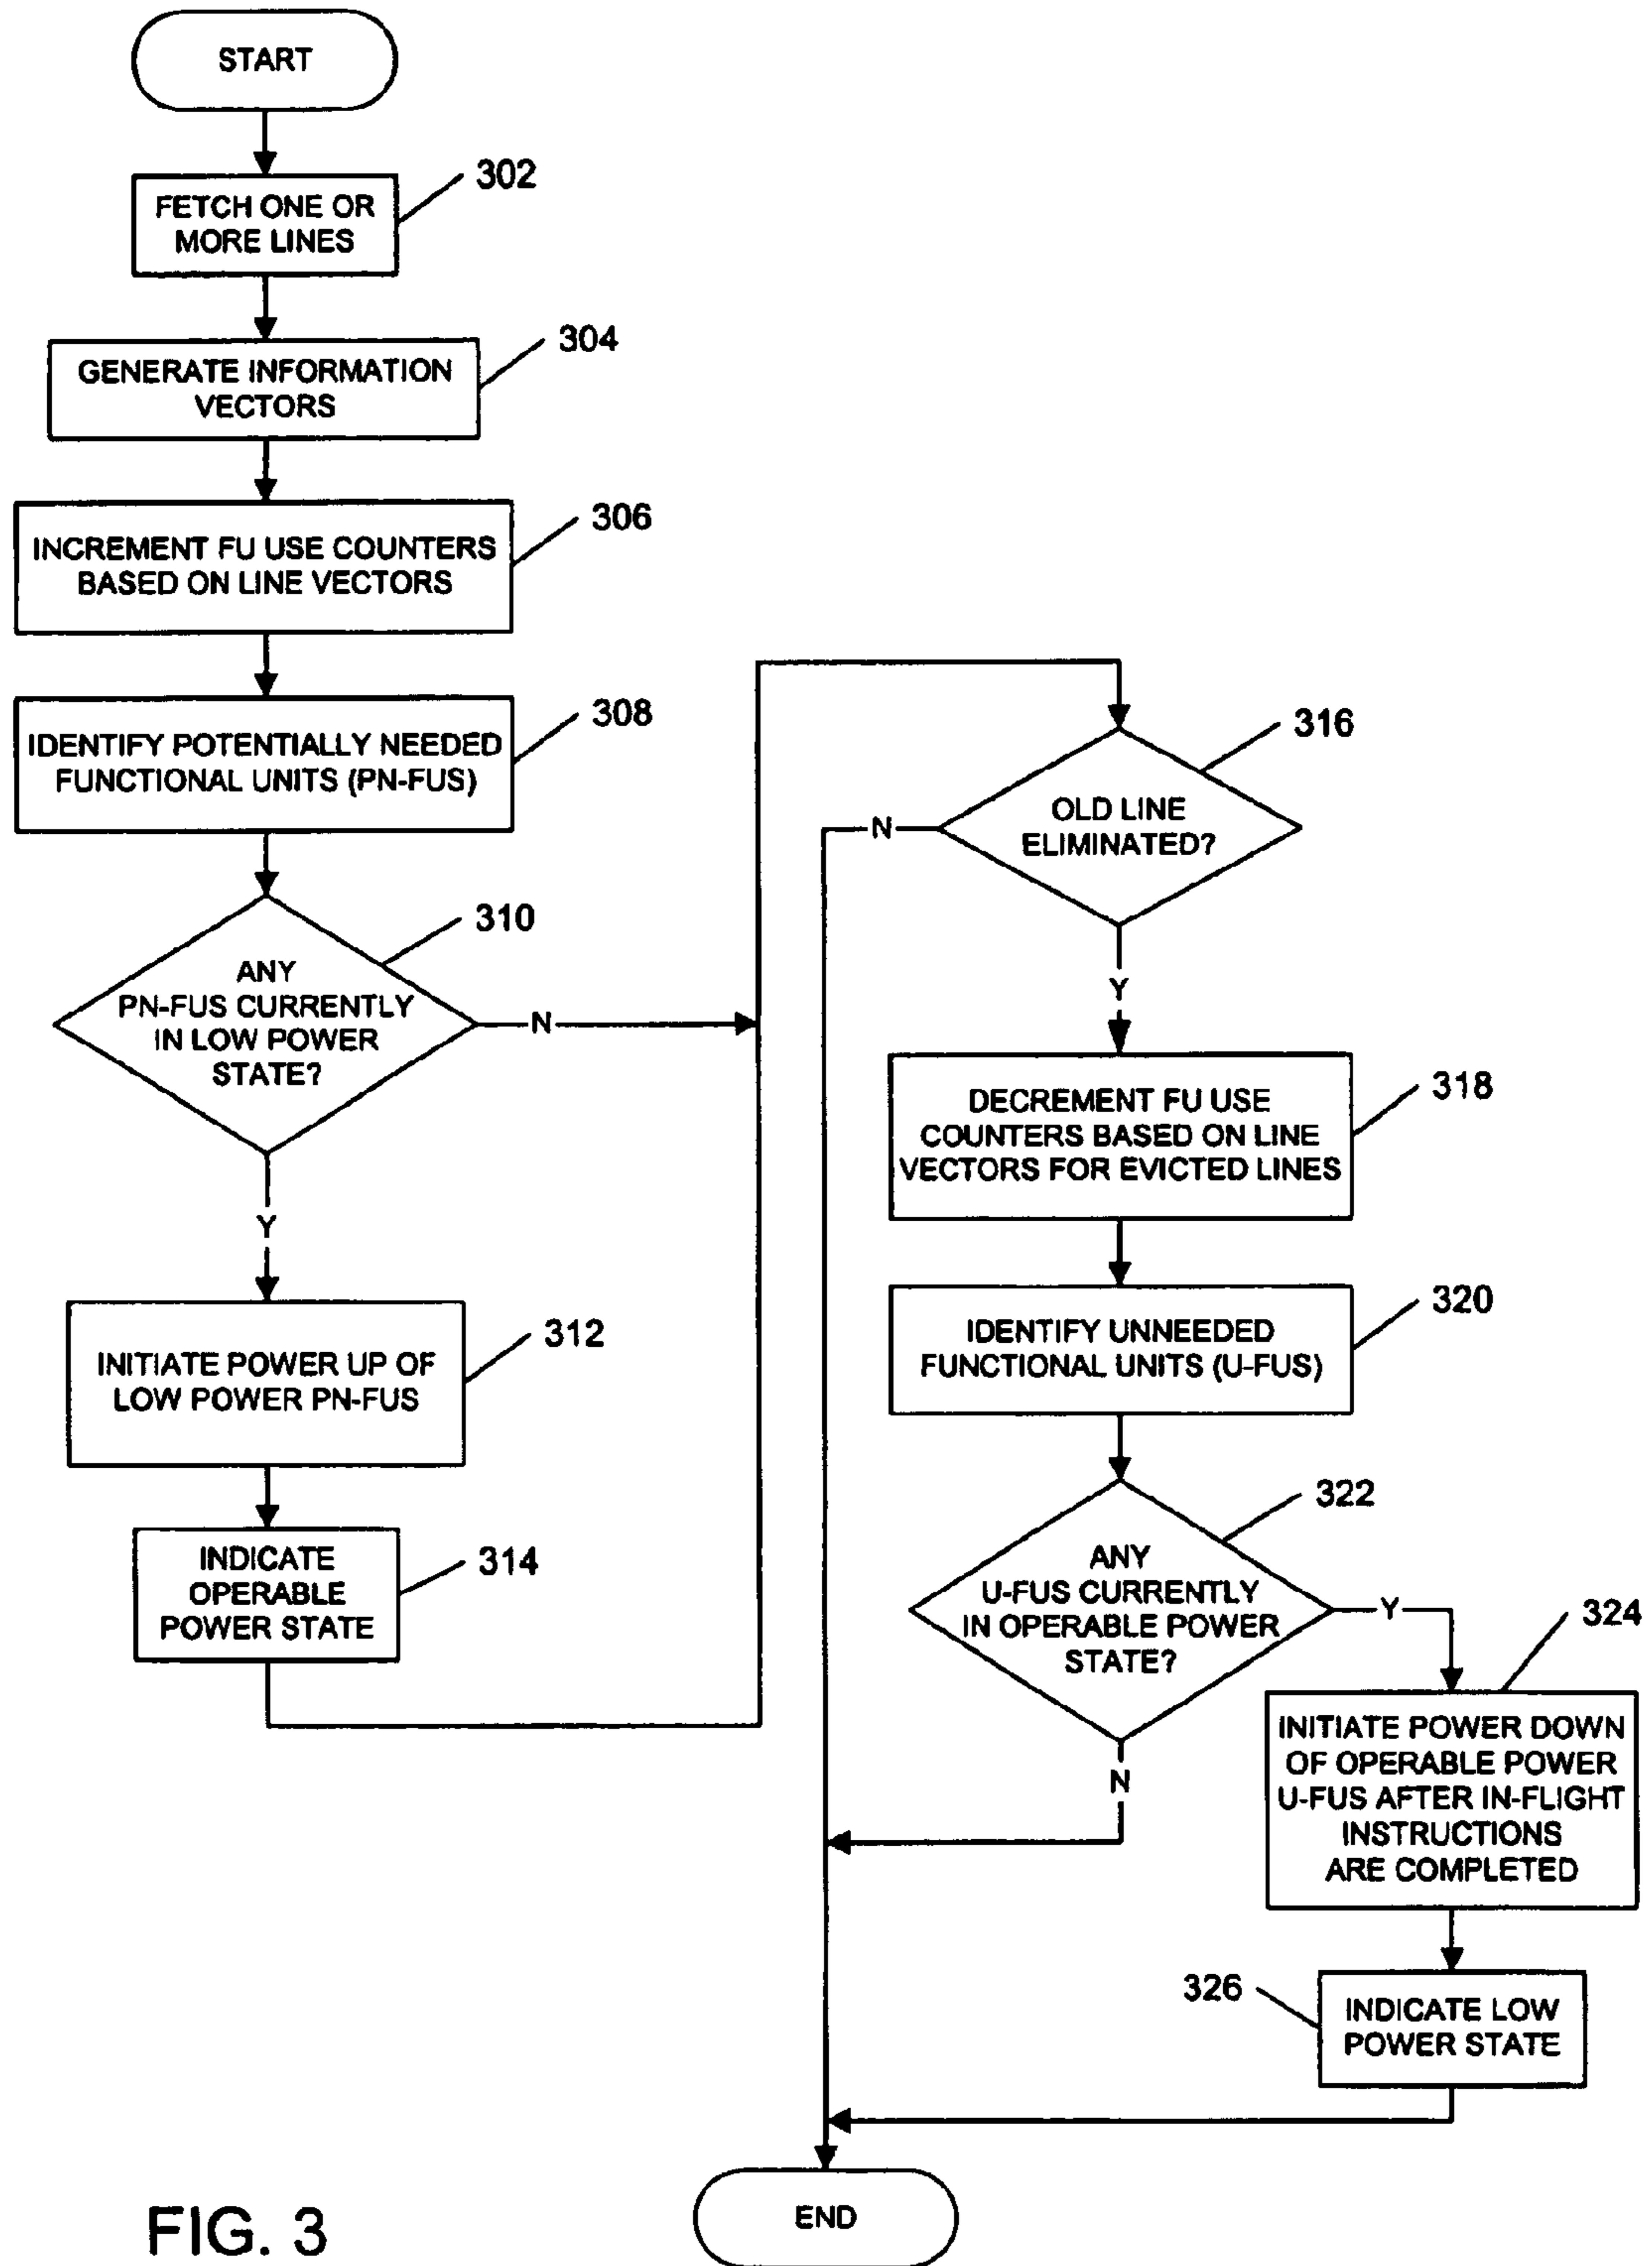 START
302
FETCH ONE OR
MORE LINES
304
GENERATE INFORMATION
VECTORS
306
INCREMENT FU USE COUNTERS
BASED ON LINE VECTORS
308
IDENTIFY POTENTIALLY NEEDED
FUNCTIONAL UNITS (PN-FUS)
310
ANY
PN-FUS CURRENTLY
IN LOW POWER
STATE?
N
Y
312
INITIATE POWER UP OF
LOW POWER PN-FUS
314
INDICATE
OPERABLE
POWER STATE
316
OLD LINE
ELIMINATED?
N
Y
318
DECREMENT FU USE
COUNTERS BASED ON LINE
VECTORS FOR EVICTED LINES
320
IDENTIFY UNNEEDED
FUNCTIONAL UNITS (U-FUS)
322
ANY
U-FUS CURRENTLY
IN OPERABLE POWER
STATE?
Y
N
324
INITIATE POWER DOWN
OF OPERABLE POWER
U-FUS AFTER IN-FLIGHT
INSTRUCTIONS
ARE COMPLETED
326
INDICATE LOW
POWER STATE
END
FIG. 3